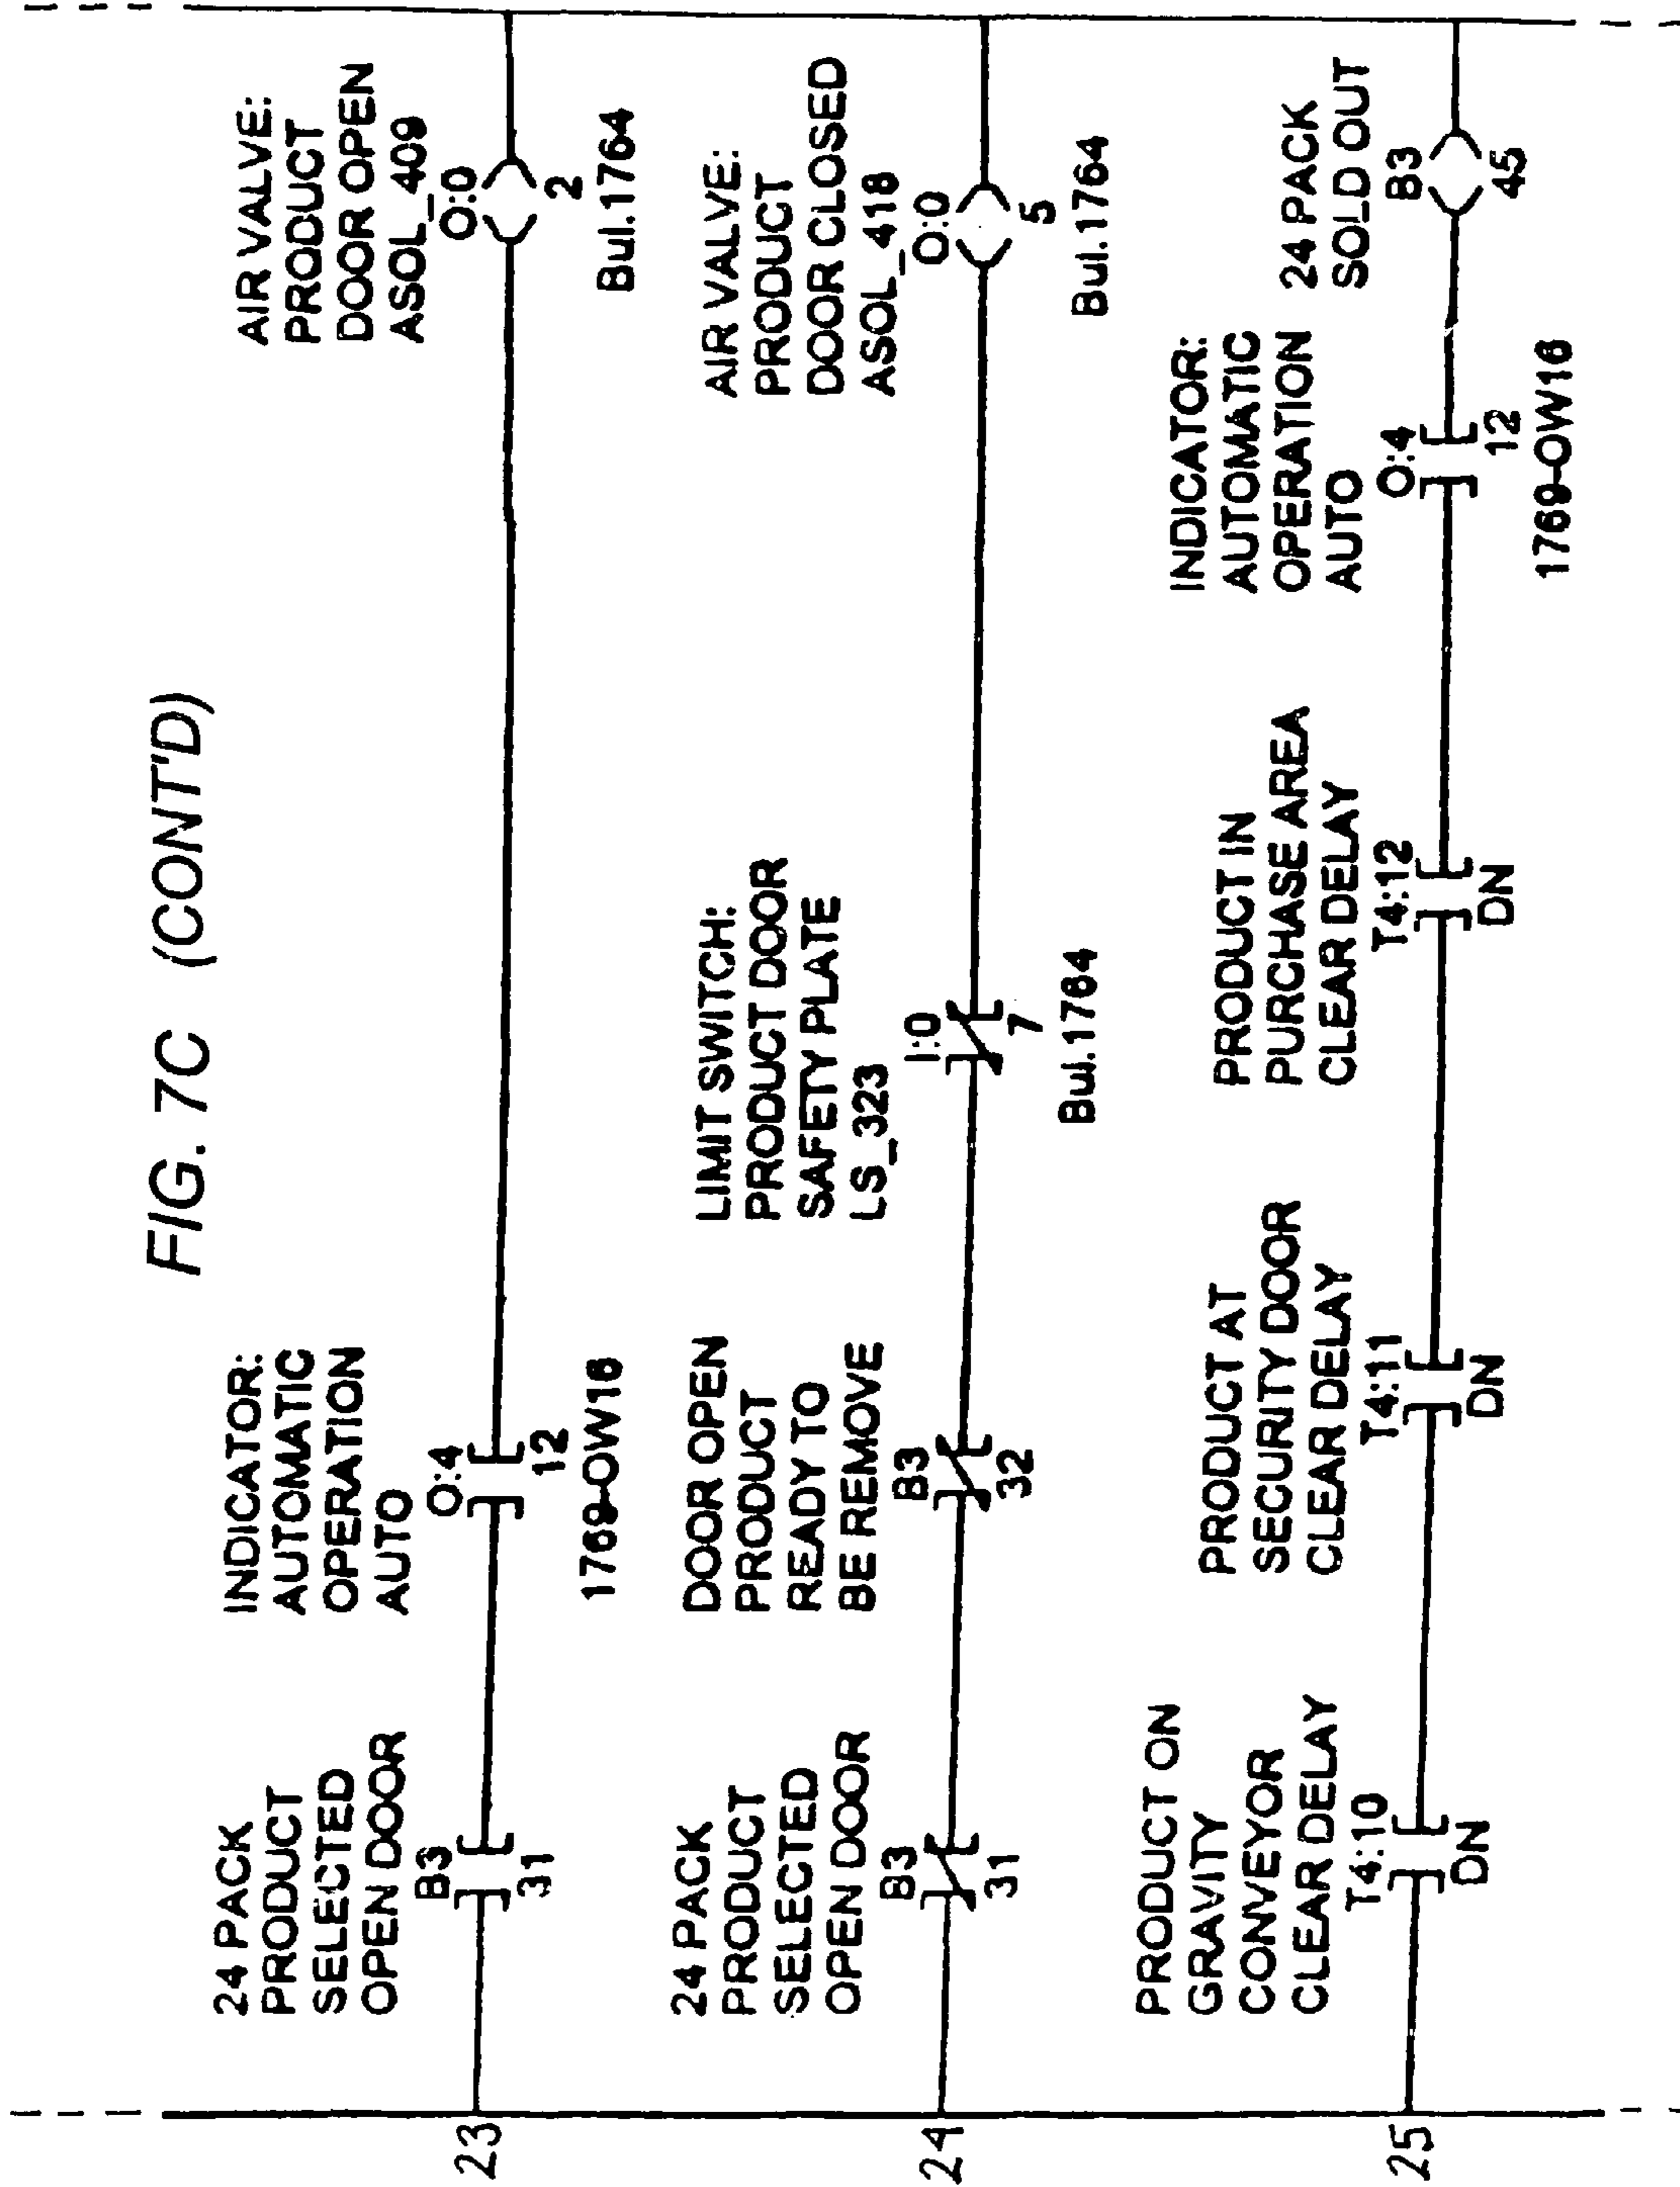 FIG. 7C (CONT'D)
23
24 PACK
PRODUCT
SELECTED
OPEN DOOR
B3
31
INDICATOR:
AUTOMATIC
OPERATION
AUTO
O:4
12
1769-OW16
AIR VALVE:
PRODUCT
DOOR OPEN
ASOL_409
O:0
2
Bul.1764
24
24 PACK
PRODUCT
SELECTED
OPEN DOOR
B3
31
DOOR OPEN
PRODUCT
READY TO
BE REMOVE
B3
32
LIMIT SWITCH:
PRODUCT DOOR
SAFETY PLATE
LS_323
I:0
7
Bul.1764
AIR VALVE:
PRODUCT
DOOR CLOSED
ASOL_418
O:0
5
Bul.1764
25
PRODUCT ON
GRAVITY
CONVEYOR
CLEAR DELAY
T4:10
DN
PRODUCT AT
SECURITY DOOR
CLEAR DELAY
T4:11
DN
PRODUCT IN
PURCHASE AREA
CLEAR DELAY
T4:12
DN
INDICATOR:
AUTOMATIC
OPERATION
AUTO
O:4
12
1769-OW16
24 PACK
SOLD OUT
B3
45